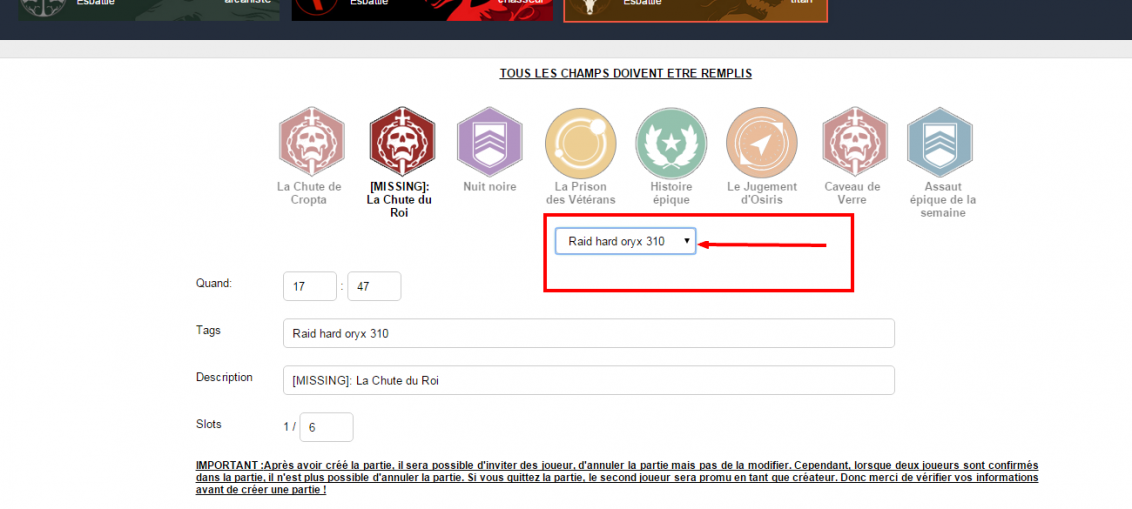 Esbattle
arcaniste
Esbattle
chasseur
Esbattle
titan
TOUS LES CHAMPS DOIVENT ETRE REMPLIS
La Chute de
Cropta
[MISSING]:
La Chute du
Roi
Nuit noire
La Prison
des Vétérans
Histoire
épique
Le Jugement
d'Osiris
Caveau de
Verre
Assaut
épique de la
semaine
Raid hard oryx 310
Quand:
17 : 47
Tags
Raid hard oryx 310
Description
[MISSING]: La Chute du Roi
Slots
1 / 6
IMPORTANT :Après avoir créé la partie, il sera possible d'inviter des joueur, d'annuler la partie mais pas de la modifier. Cependant, lorsque deux joueurs sont confirmés
dans la partie, il n'est plus possible d'annuler la partie. Si vous quittez la partie, le second joueur sera promu en tant que créateur. Donc merci de vérifier vos informations
avant de créer une partie !